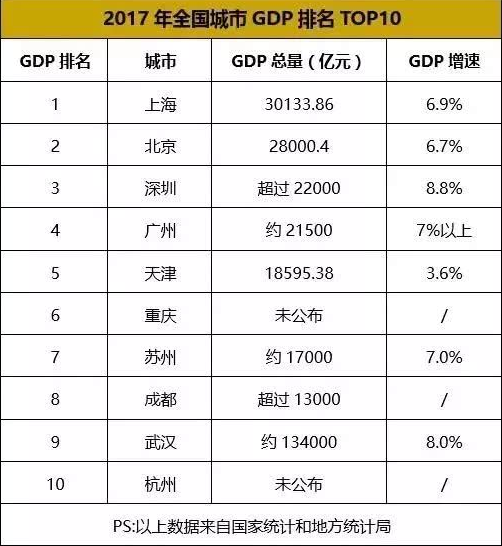 2017 年全国城市 GDP 排名 TOP10
GDP 排名 城市 GDP 总量（亿元） GDP 增速
1 上海 30133.86 6.9%
2 北京 28000.4 6.7%
3 深圳 超过 22000 8.8%
4 广州 约 21500 7%以上
5 天津 18595.38 3.6%
6 重庆 未公布 /
7 苏州 约 17000 7.0%
8 成都 超过 13000 /
9 武汉 约 134000 8.0%
10 杭州 未公布 /
PS:以上数据来自国家统计和地方统计局